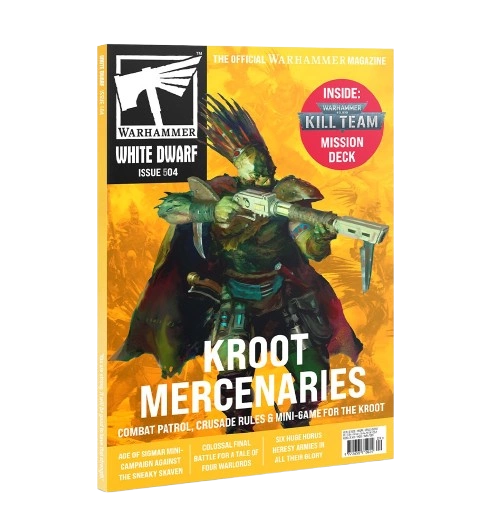 THE OFFICIAL WARHAMMER MAGAZINE
WARHAMMER
WHITE DWARF
ISSUE 504
INSIDE:
WARHAMMER
KILL TEAM
MISSION
DECK
KROOT
MERCENARIES
COMBAT PATROL, CRUSADE RULES & MINI-GAME FOR THE KROOT
AGE OF SIGMAR MINI-
CAMPAIGN AGAINST
THE SNEAKY SKAVEN
COLOSSAL FINAL
BATTLE FOR A TALE OF
FOUR WARLORDS
SIX HUGE HORUS
HERESY ARMIES IN
ALL THEIR GLORY
WHITE DWARF